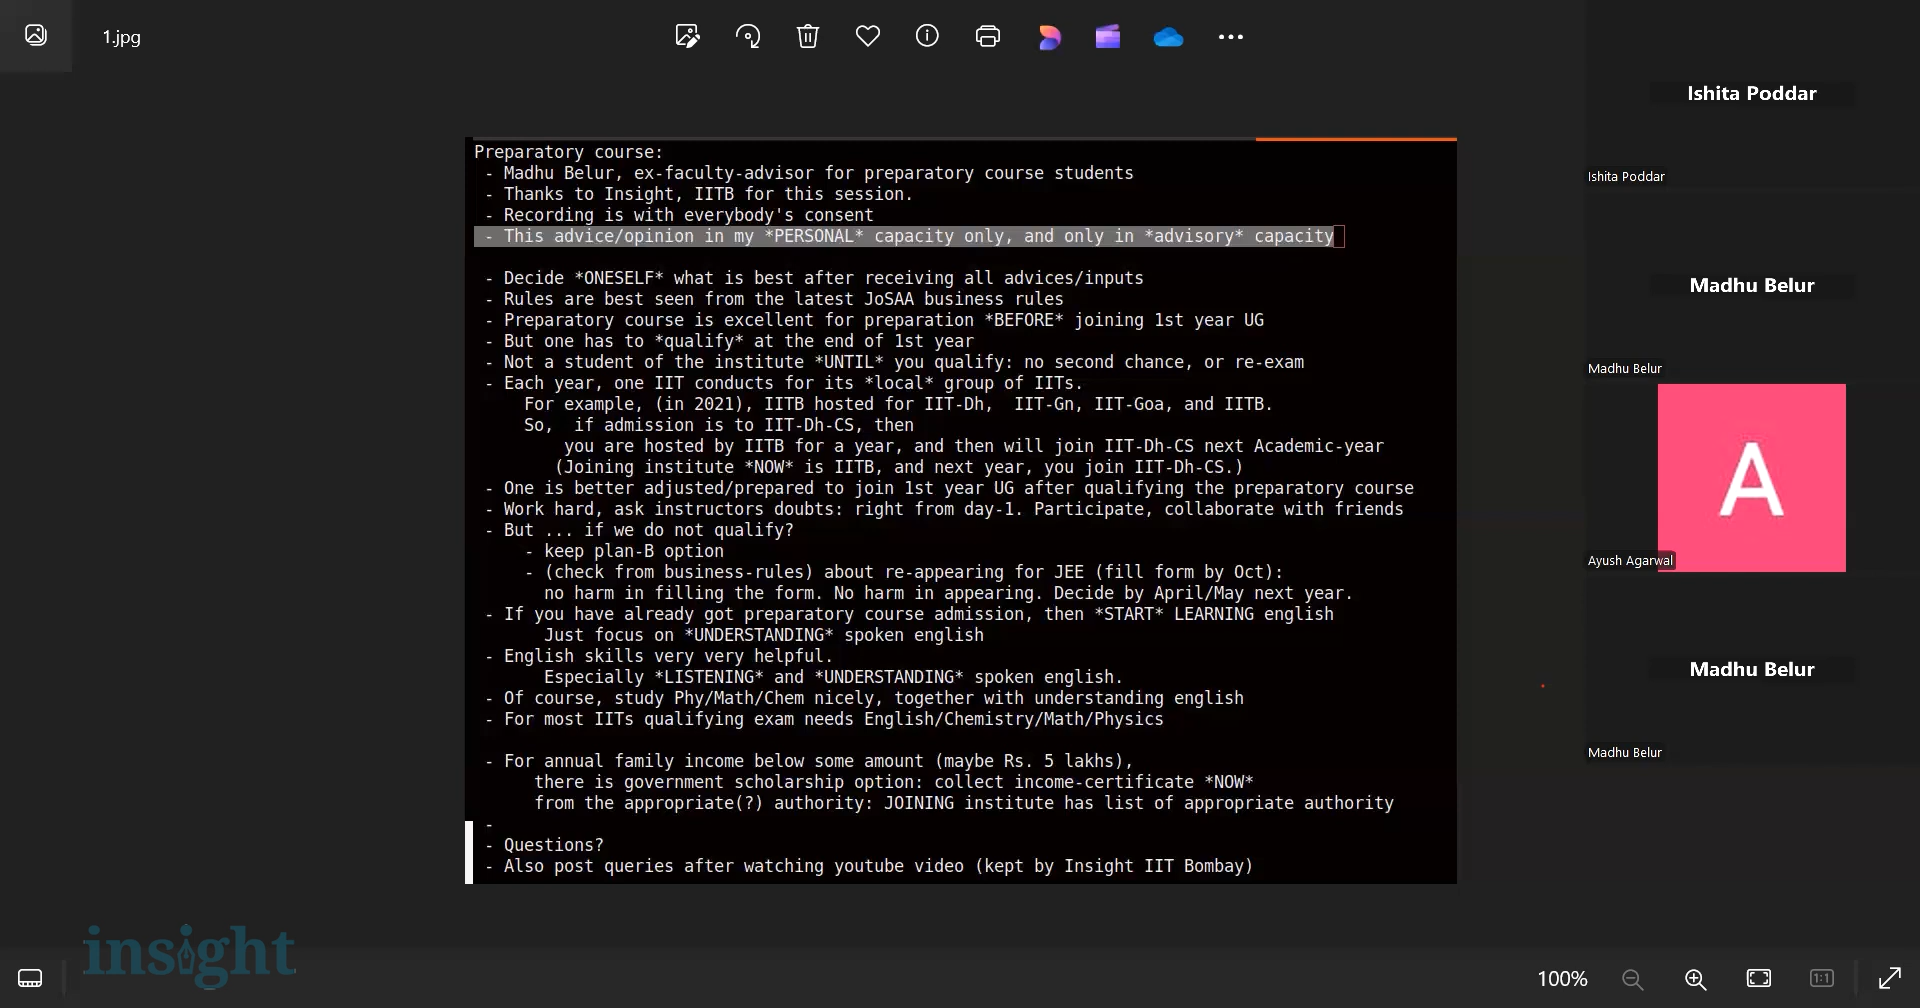 1.jpg
Preparatory course:
- Madhu Belur, ex-faculty-advisor for preparatory course students
- Thanks to Insight, IITB for this session.
- Recording is with everybody's consent
- This advice/opinion in my *PERSONAL* capacity only, and only in *advisory* capacity
- Decide *ONESELF* what is best after receiving all advices/inputs
- Rules are best seen from the latest JoSAA business rules
- Preparatory course is excellent for preparation *BEFORE* joining 1st year UG
- But one has to *qualify* at the end of 1st year
- Not a student of the institute *UNTIL* you qualify: no second chance, or re-exam
- Each year, one IIT conducts for its *local* group of IITs.
For example, (in 2021), IITB hosted for IIT-Dh,  IIT-Gn, IIT-Goa, and IITB.
So,  if admission is to IIT-Dh-CS, then
you are hosted by IITB for a year, and then will join IIT-Dh-CS next Academic-year
(Joining institute *NOW* is IITB, and next year, you join IIT-Dh-CS.)
- One is better adjusted/prepared to join 1st year UG after qualifying the preparatory course
- Work hard, ask instructors doubts: right from day-1. Participate, collaborate with friends
- But ... if we do not qualify?
- keep plan-B option
- (check from business-rules) about re-appearing for JEE (fill form by Oct):
no harm in filling the form. No harm in appearing. Decide by April/May next year.
- If you have already got preparatory course admission, then *START* LEARNING english
Just focus on *UNDERSTANDING* spoken english
- English skills very very helpful.
Especially *LISTENING* and *UNDERSTANDING* spoken english.
- Of course, study Phy/Math/Chem nicely, together with understanding english
- For most IITs qualifying exam needs English/Chemistry/Math/Physics
- For annual family income below some amount (maybe Rs. 5 lakhs),
there is government scholarship option: collect income-certificate *NOW*
from the appropriate(?) authority: JOINING institute has list of appropriate authority
-
- Questions?
- Also post queries after watching youtube video (kept by Insight IIT Bombay)
Ishita Poddar
Ishita Poddar
Madhu Belur
Madhu Belur
A
Ayush Agarwal
Madhu Belur
Madhu Belur
insight
100%
1:1